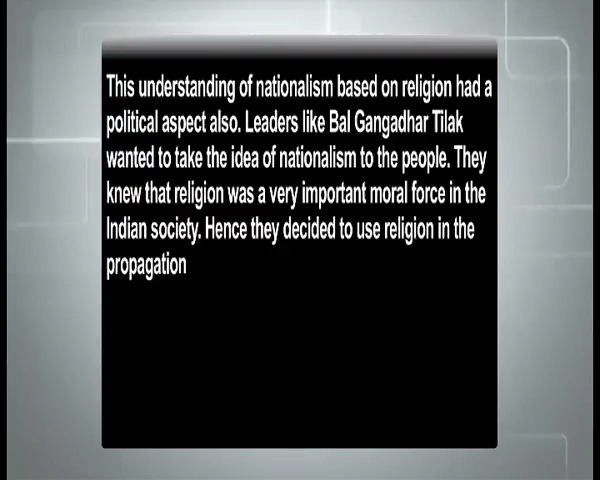 This understanding of nationalism based on religion had a
political aspect also. Leaders like Bal Gangadhar Tilak
wanted to take the idea of nationalism to the people. They
knew that religion was a very important moral force in the
Indian society. Hence they decided to use religion in the
propagation